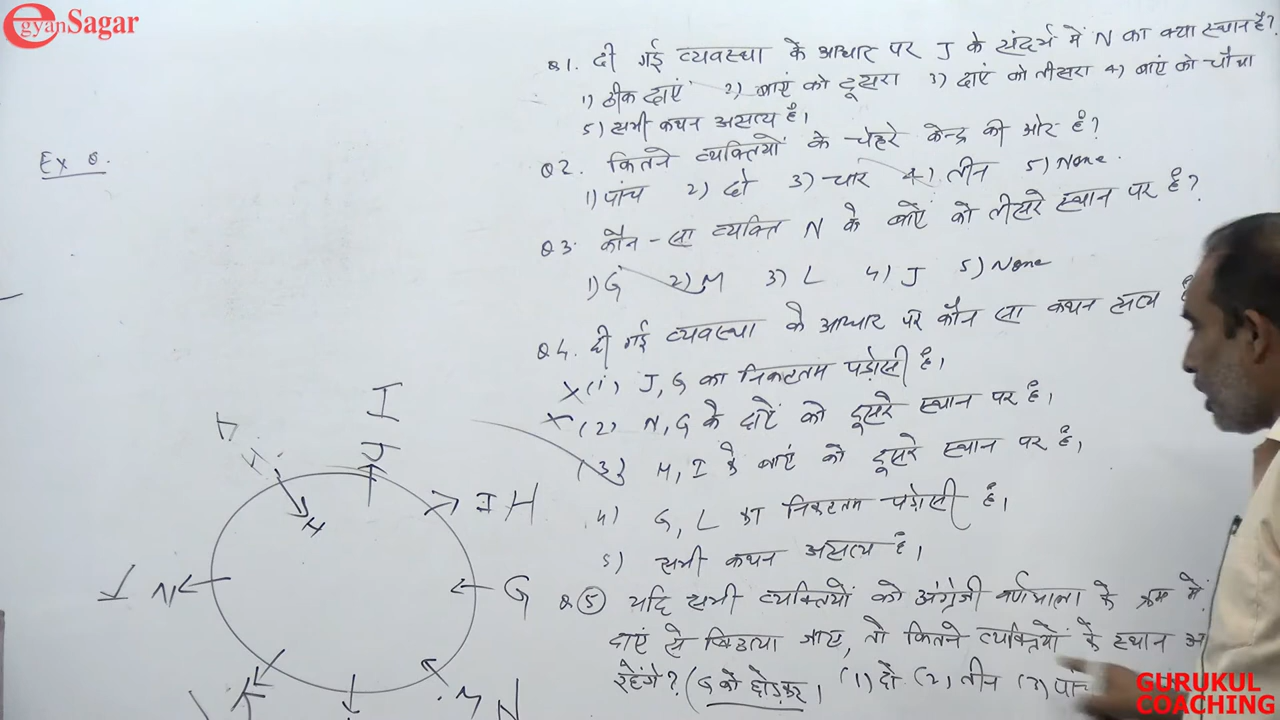 egyanSagar
Ex 8.
Q1. दी गई व्यवस्था के आधार पर J के संदर्भ में N का क्या स्थान है?
1) ठीक दाएं 2) बाएं को दूसरा 3) दाएं को तीसरा 4) बाएं को चौथा
5) सभी कथन असत्य हैं।
Q2. कितने व्यक्तियों के चेहरे केन्द्र की ओर हैं?
1) पांच 2) दो 3) चार 4) तीन 5) None.
Q3. कौन-सा व्यक्ति N के बाएं को तीसरे स्थान पर है?
1) G 2) M 3) L 4) J 5) None
Q4. दी गई व्यवस्था के आधार पर कौन सा कथन सत्य
(1) J, G का निकटतम पड़ोसी है।
(2) N, G के दाएं को दूसरे स्थान पर है।
(3) M, I के बाएं को दूसरे स्थान पर है,
4) G, L का निकटतम पड़ोसी है।
5) सभी कथन असत्य हैं।
Q 5 यदि सभी व्यक्तियों को अंग्रेजी वर्णमाला के क्रम में
दाएं से बिठाया जाए, तो कितने व्यक्तियों के स्थान अ
रहेंगे? (G को छोड़कर) (1) दो (2) तीन (3) पांच
I
J
I H
H
N
G
M N
GURUKUL
COACHING